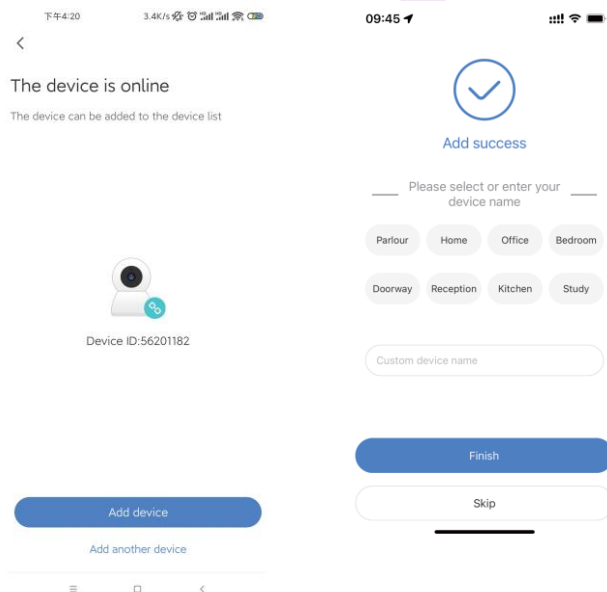 下午4:20 3.4K/s
The device is online
The device can be added to the device list
Device ID:56201182
Add device
Add another device
09:45
Add success
Please select or enter your
device name
Parlour Home Office Bedroom
Doorway Reception Kitchen Study
Custom device name
Finish
Skip